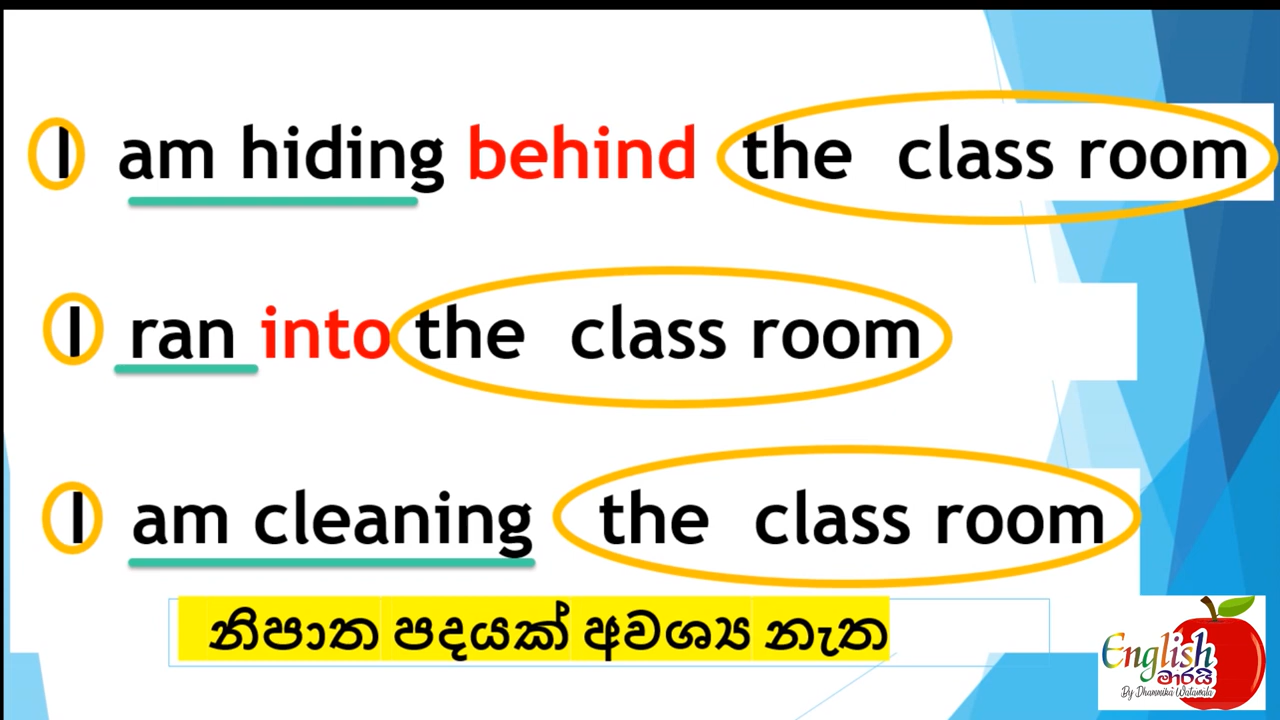 I am hiding behind the class room
I ran into the class room
I am cleaning the class room
නිපාත පදයක් අවශ්‍ය නැත
English
මාරයි
By Dhammika Watawala